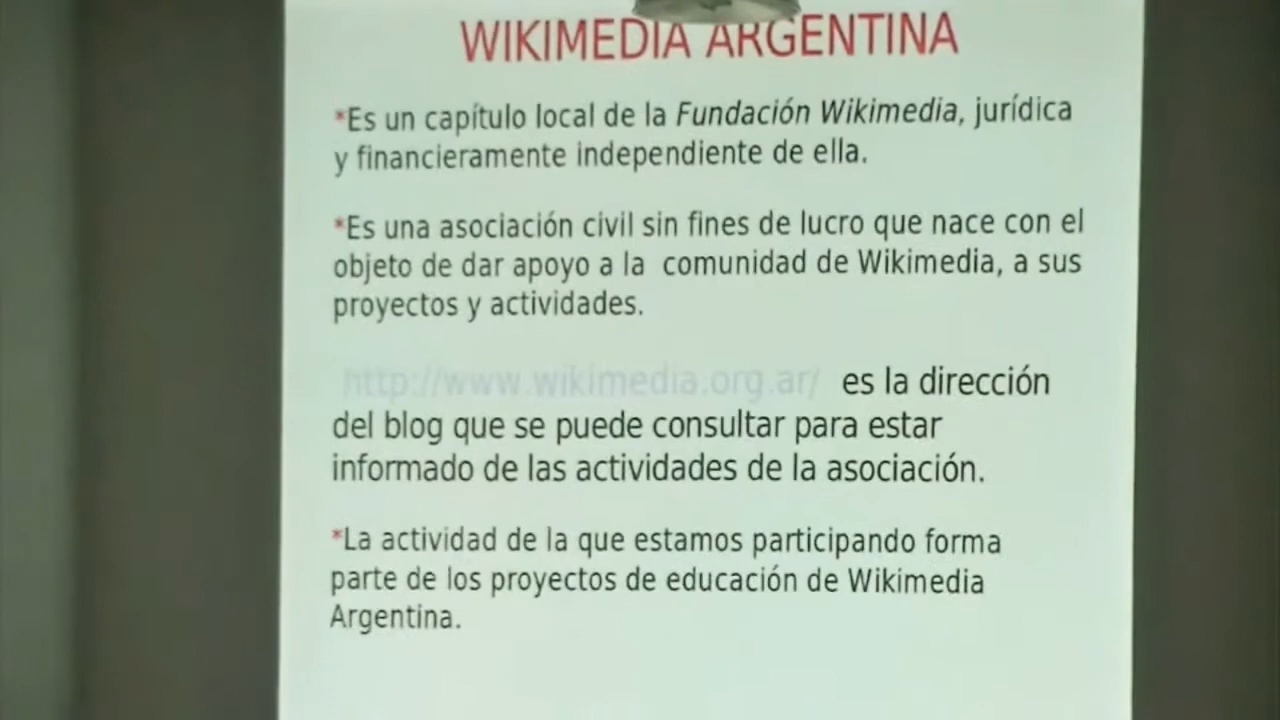 WIKIMEDIA ARGENTINA
*Es un capítulo local de la Fundación Wikimedia, jurídica
y financieramente independiente de ella.
*Es una asociación civil sin fines de lucro que nace con el
objeto de dar apoyo a la comunidad de Wikimedia, a sus
proyectos y actividades.
http://www.wikimedia.org.ar/ es la dirección
del blog que se puede consultar para estar
informado de las actividades de la asociación.
*La actividad de la que estamos participando forma
parte de los proyectos de educación de Wikimedia
Argentina.